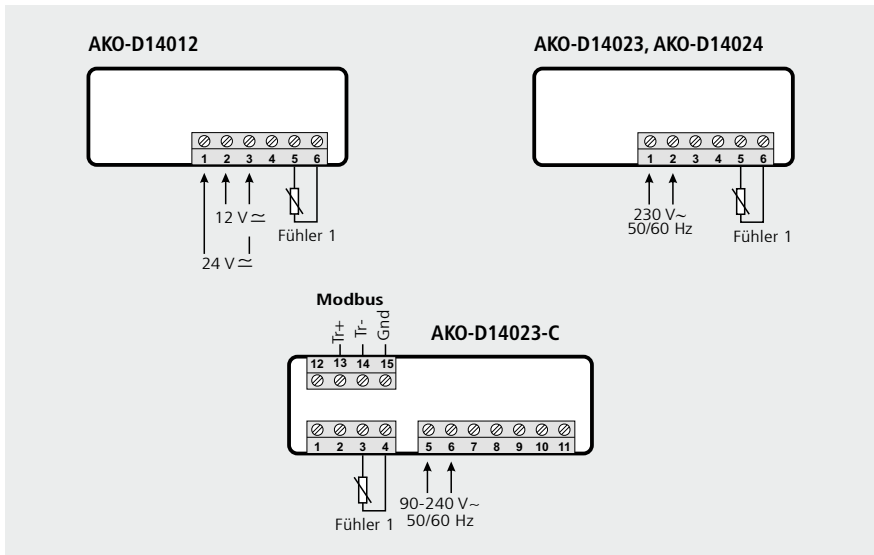 AKO-D14012
1 2 3 4 5 6
12 V ≃
Fühler 1
24 V ≃
AKO-D14023, AKO-D14024
1 2 3 4 5 6
230 V~
50/60 Hz
Fühler 1
Modbus
Tr+ Tr- Gnd
AKO-D14023-C
12 13 14 15
1 2 3 4 5 6 7 8 9 10 11
Fühler 1
90-240 V~
50/60 Hz